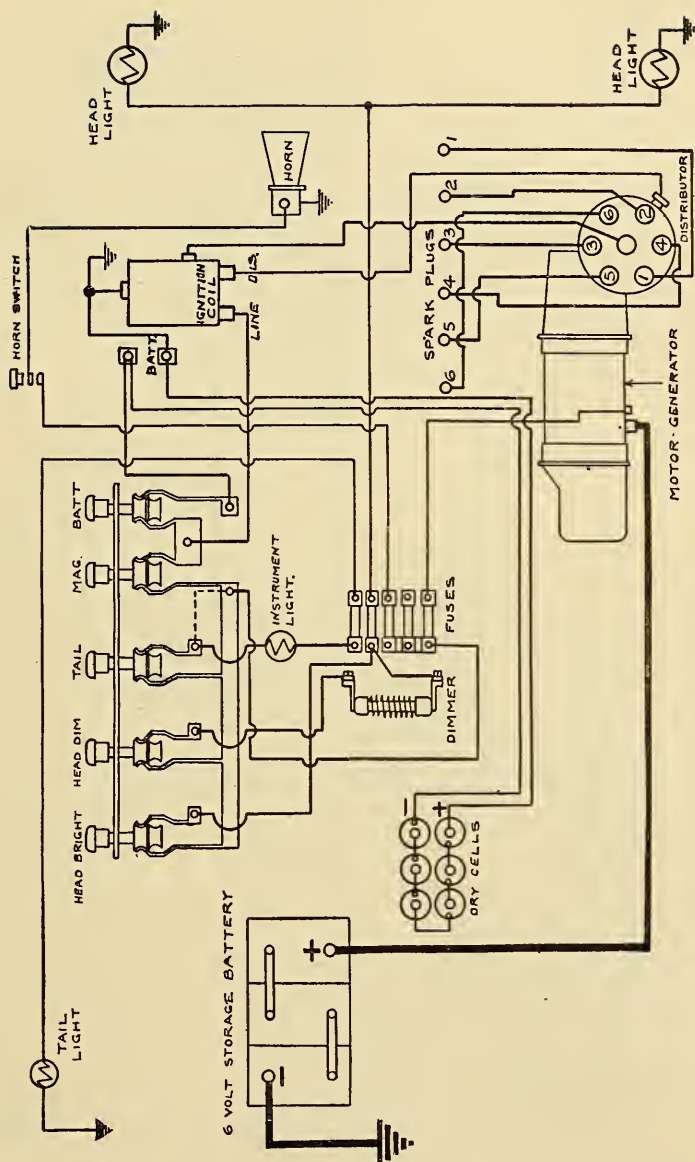 HEAD
LIGHT
HEAD
LIGHT
HORN
HORN SWITCH
IGNITION
COIL
DIS.
LINE
BATT.
1
2
3
4
5
6
SPARK PLUGS
6
2
3
4
5
1
DISTRIBUTOR
MOTOR - GENERATOR
BATT
MAG.
TAIL
HEAD DIM
HEAD BRIGHT
INSTRUMENT
LIGHT.
FUSES
DIMMER
-
+
DRY CELLS
TAIL
LIGHT
6 VOLT STORAGE BATTERY
+
-